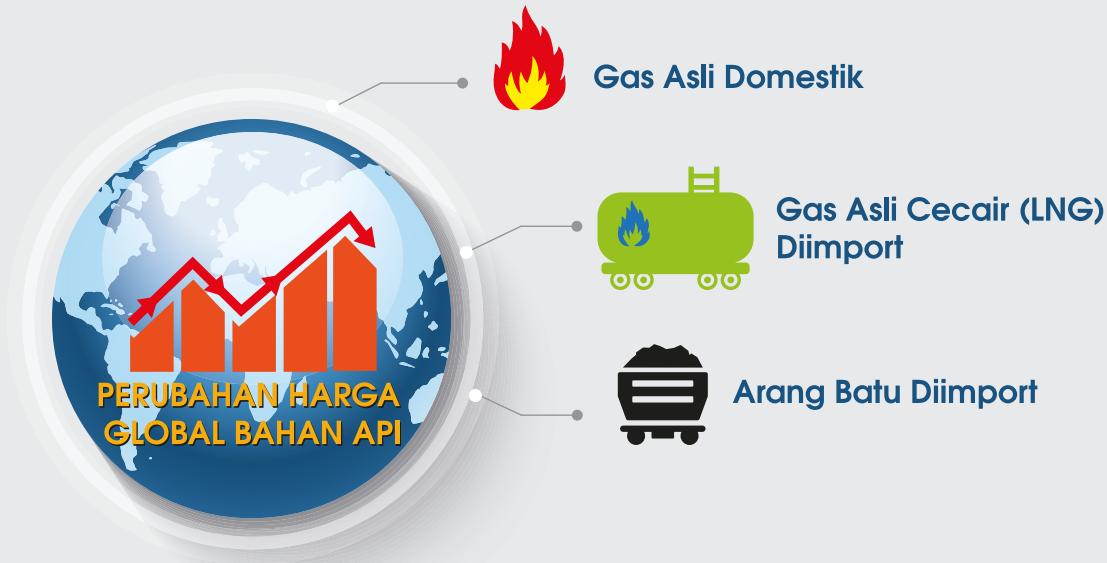 Gas Asli Domestik
Gas Asli Cecair (LNG)
Diimport
PERUBAHAN HARGA
GLOBAL BAHAN API
Arang Batu Diimport